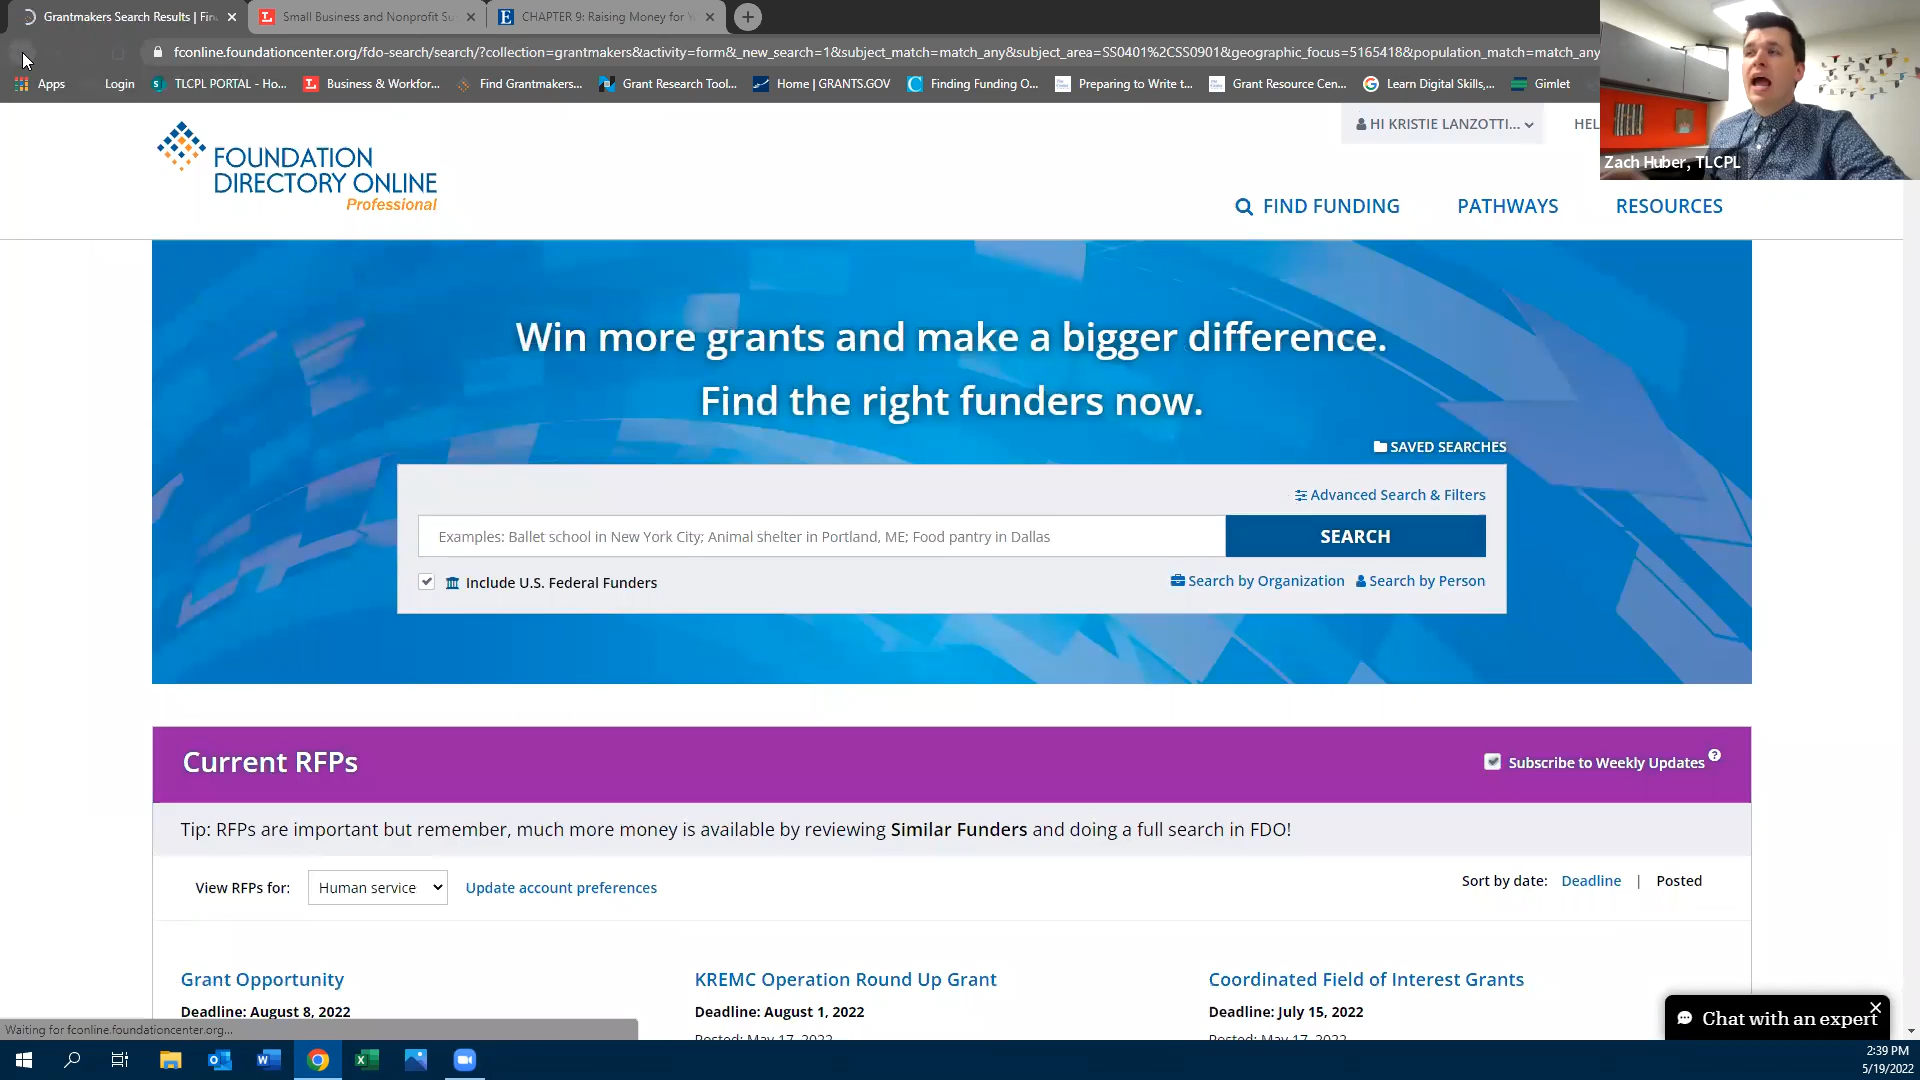 Grantmakers Search Results | Fin
Small Business and Nonprofit Su
CHAPTER 9: Raising Money for Y
fconline.foundationcenter.org/fdo-search/search/?collection=grantmakers&activity=form&_new_search=1&subject_match=match_any&subject_area=SS0401%2CSS0901&geographic_focus=5165418&population_match=match_any
Apps Login TLCPL PORTAL - Ho... Business & Workfor... Find Grantmakers... Grant Research Tool... Home | GRANTS.GOV Finding Funding O... Preparing to Write t... Grant Resource Cen... Learn Digital Skills,... Gimlet
HI KRISTIE LANZOTTI... HEL
Zach Huber, TLCPL
FOUNDATION
DIRECTORY ONLINE
Professional
FIND FUNDING PATHWAYS RESOURCES
Win more grants and make a bigger difference.
Find the right funders now.
SAVED SEARCHES
Advanced Search & Filters
Examples: Ballet school in New York City; Animal shelter in Portland, ME; Food pantry in Dallas
SEARCH
Include U.S. Federal Funders
Search by Organization Search by Person
Current RFPs
Subscribe to Weekly Updates ?
Tip: RFPs are important but remember, much more money is available by reviewing Similar Funders and doing a full search in FDO!
View RFPs for: Human service Update account preferences
Sort by date: Deadline | Posted
Grant Opportunity
Deadline: August 8, 2022
KREMC Operation Round Up Grant
Deadline: August 1, 2022
Posted: May 17, 2022
Coordinated Field of Interest Grants
Deadline: July 15, 2022
Posted: May 17, 2022
Chat with an expert
Waiting for fconline.foundationcenter.org...
2:39 PM
5/19/2022